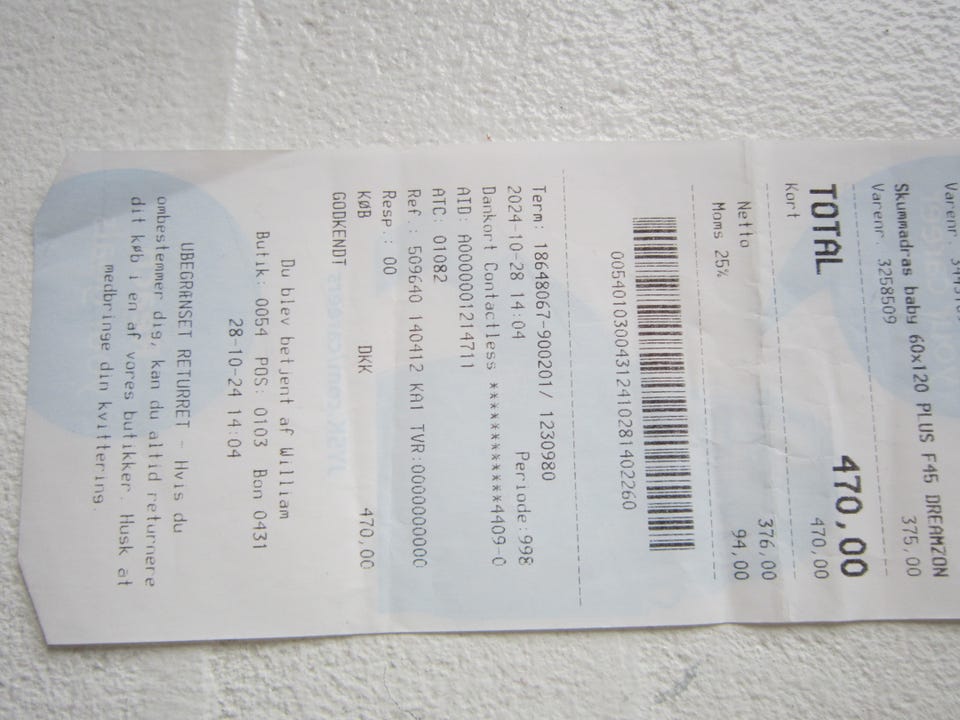 Varenr.
Skummadras baby 60x120 PLUS F45 DREAMZON
Varenr. 3258509 375,00
TOTAL 470,00
Kort 470,00
Netto 376,00
Moms 25% 94,00
0054010300043124102814022​60
Term: 18648067-900201/ 1230980
2024-10-28 14:04 Periode:998
Dankort Contactless ************4409-0
AID: A0000001214711
ATC: 01082
Ref.: 509640 140412 KA1 TVR:0000000000
Resp.: 00
KØB DKK 470,00
GODKENDT
Du blev betjent af William
Butik: 0054 POS: 0103 Bon 0431
28-10-24 14:04
UBEGRÆNSET RETURRET - Hvis du
ombestemmer dig, kan du altid returnere
dit køb i en af vores butikker. Husk at
medbringe din kvittering.